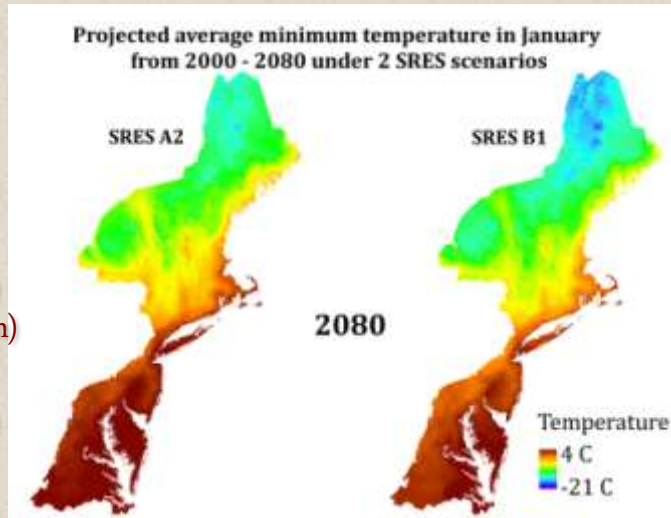 Projected average minimum temperature in January
from 2000 - 2080 under 2 SRES scenarios
SRES A2
SRES B1
2080
Temperature
4 C
-21 C